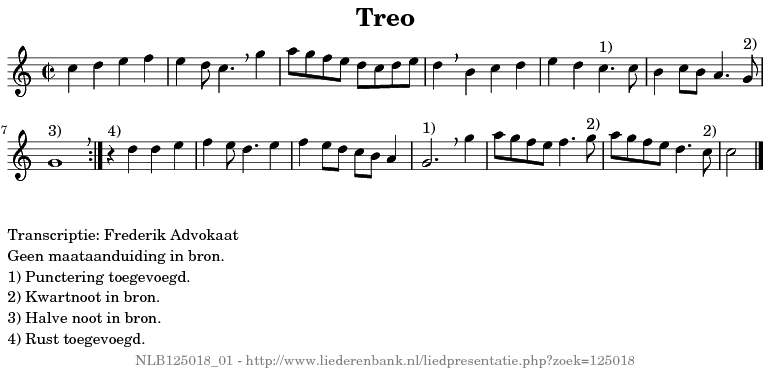 Treo
1)
2)
7
3)
4)
1)
2)
2)
Transcriptie: Frederik Advokaat
Geen maataanduiding in bron.
1) Punctering toegevoegd.
2) Kwartnoot in bron.
3) Halve noot in bron.
4) Rust toegevoegd.
NLB125018_01 - http://www.liederenbank.nl/liedpresentatie.php?zoek=125018